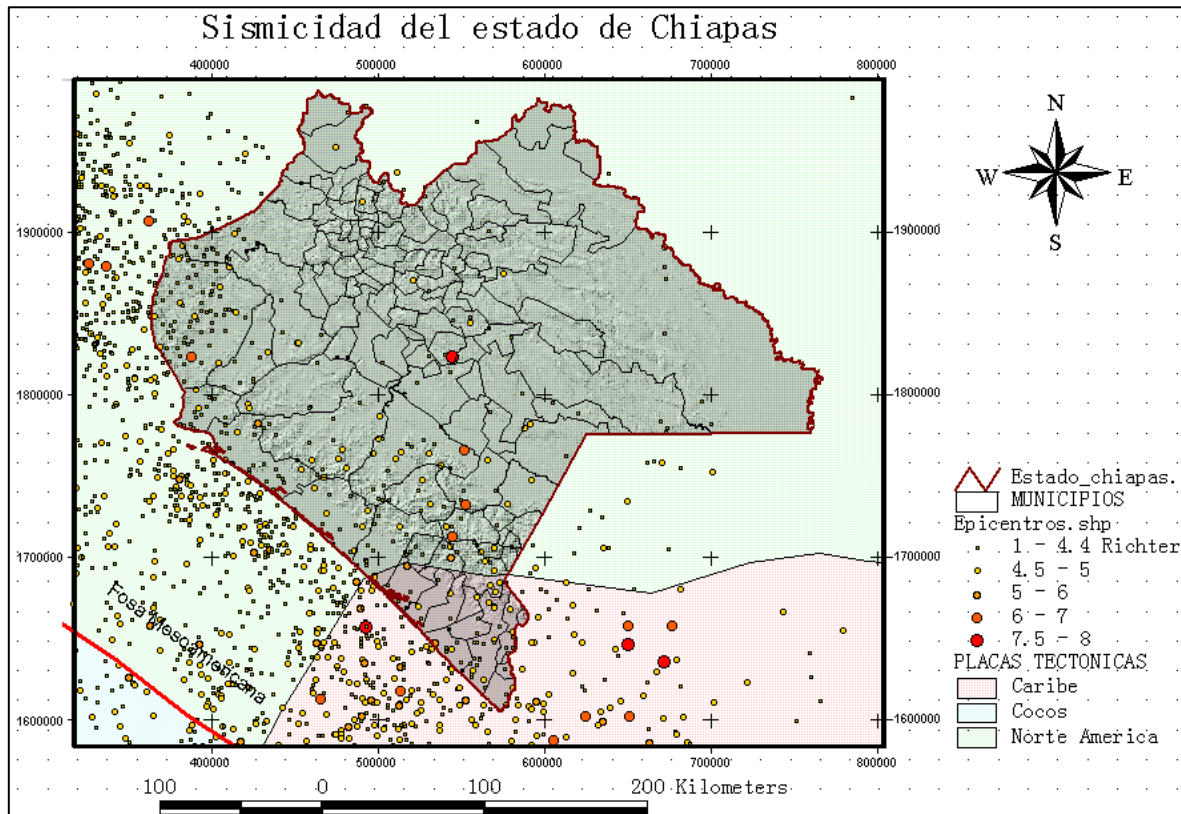 Sismicidad del estado de Chiapas
400000 500000 600000 700000 800000
N
W E
S
1900000 1900000
1800000 1800000
1700000 1700000
1600000 1600000
Fosa Mesoamericana
400000 500000 600000 700000 800000
100 0 100 200 Kilometers
Estado_chiapas.
MUNICIPIOS
Epicentros.shp
1 - 4.4 Richter
4.5 - 5
5 - 6
6 - 7
7.5 - 8
PLACAS TECTONICAS
Caribe
Cocos
Norte America